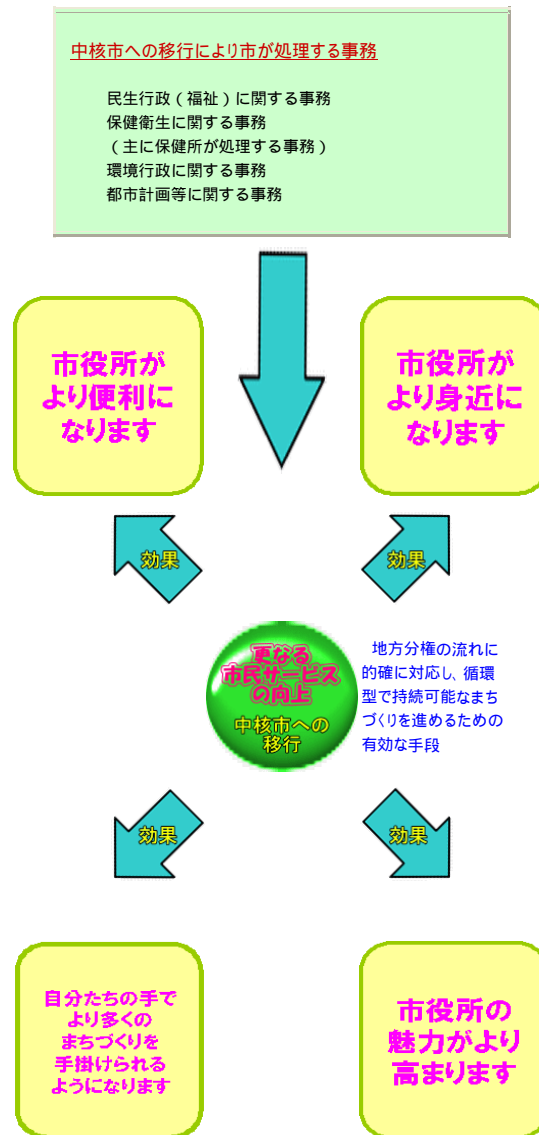 中核市への移行により市が処理する事務
民生行政(福祉)に関する事務
保健衛生に関する事務
(主に保健所が処理する事務)
環境行政に関する事務
都市計画等に関する事務
市役所が
より便利に
なります
市役所が
より身近に
なります
効果
効果
更なる
市民サービス
の向上
中核市への
移行
地方分権の流れに
的確に対応し、循環
型で持続可能なまち
づくりを進めるための
有効な手段
効果
効果
自分たちの手で
より多くの
まちづくりを
手掛けられる
ようになります
市役所の
魅力がより
高まります